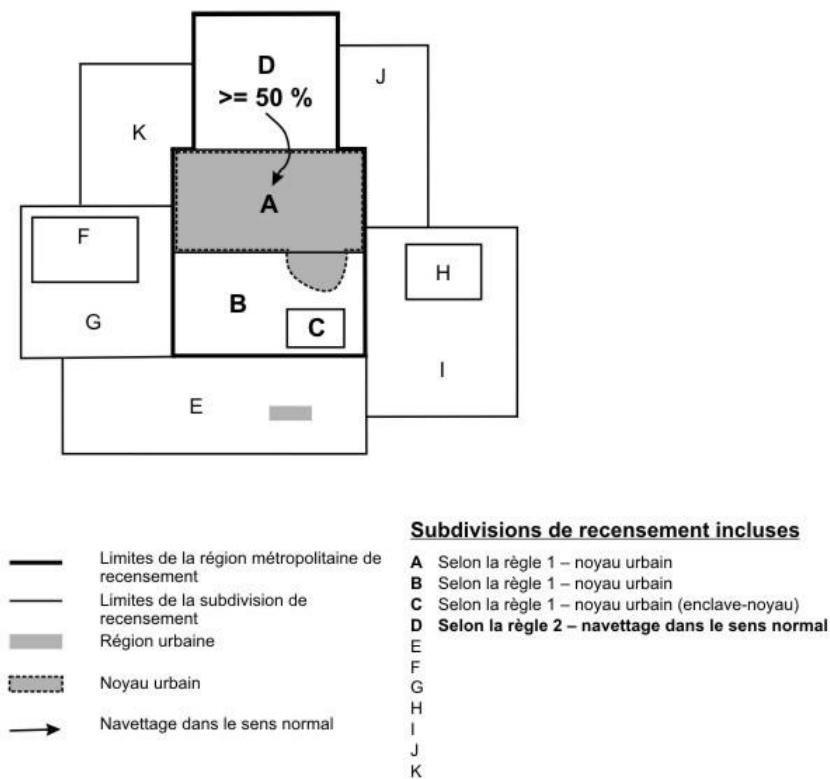 D
>= 50 %
J
K
A
F
H
B
C
G
I
E
Limites de la région métropolitaine de
recensement
Limites de la subdivision de
recensement
Région urbaine
Noyau urbain
Navettage dans le sens normal
Subdivisions de recensement incluses
A Selon la règle 1 – noyau urbain
B Selon la règle 1 – noyau urbain
C Selon la règle 1 – noyau urbain (enclave-noyau)
D Selon la règle 2 – navettage dans le sens normal
E
F
G
H
I
J
K